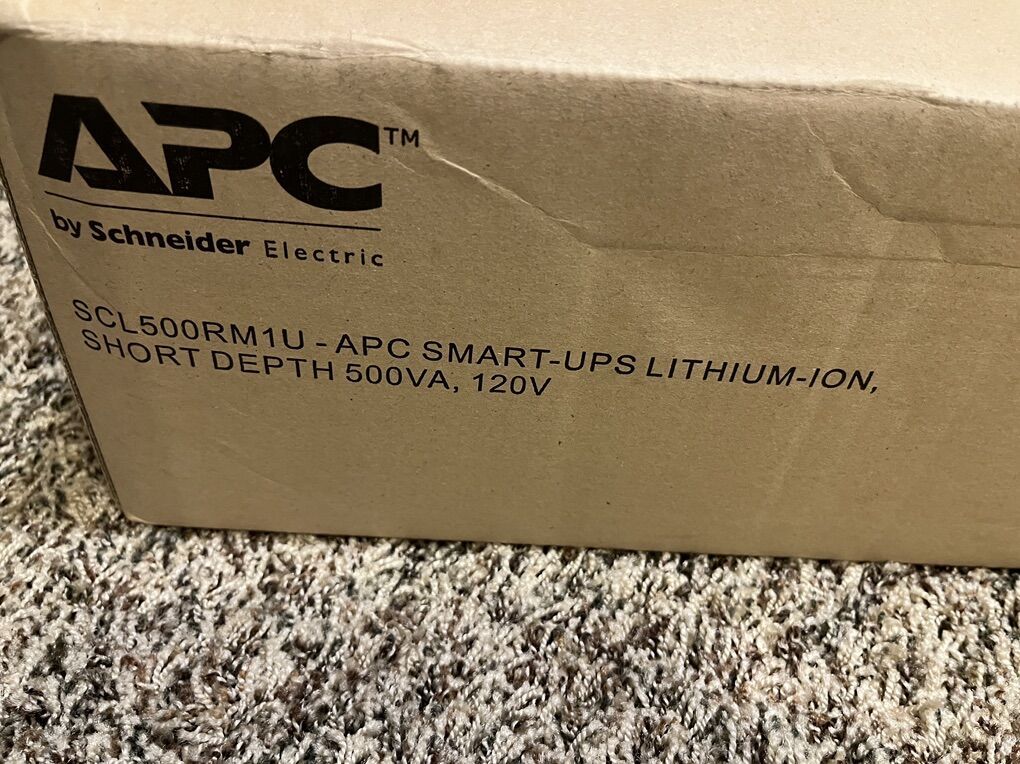 APC™
by Schneider Electric
SCL500RM1U - APC SMART-UPS LITHIUM-ION,
SHORT DEPTH 500VA, 120V